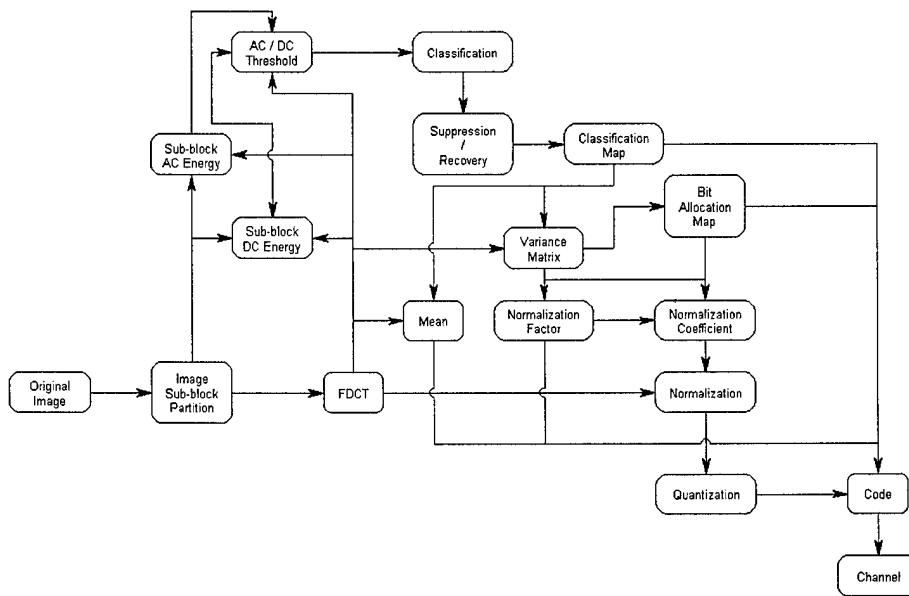 AC / DC
Threshold
Classification
Sub-block
AC Energy
Suppression
/
Recovery
Classification
Map
Bit
Allocation
Map
Sub-block
DC Energy
Variance
Matrix
Mean
Normalization
Factor
Normalization
Coefficient
Original
Image
Image
Sub-block
Partition
FDCT
Normalization
Quantization
Code
Channel